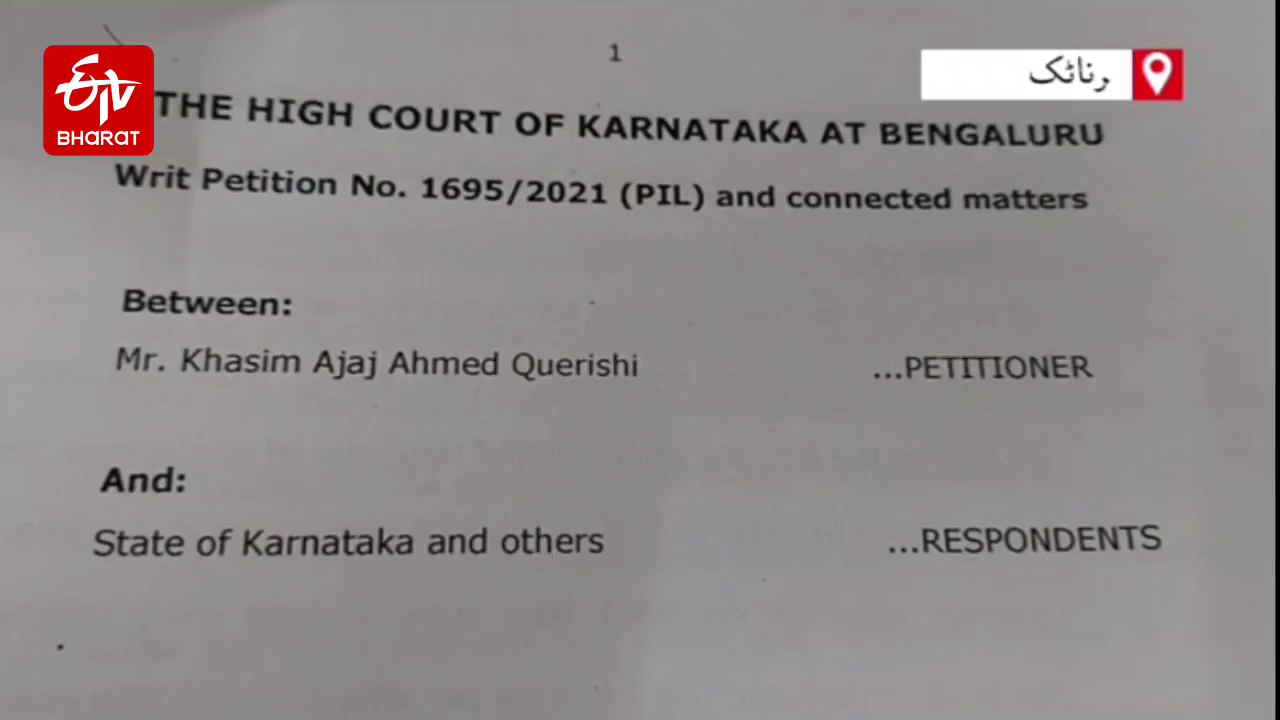 1
ETV
BHARAT
رناٹک
THE HIGH COURT OF KARNATAKA AT BENGALURU
Writ Petition No. 1695/2021 (PIL) and connected matters
Between:
Mr. Khasim Ajaj Ahmed Querishi ...PETITIONER
And:
State of Karnataka and others ...RESPONDENTS